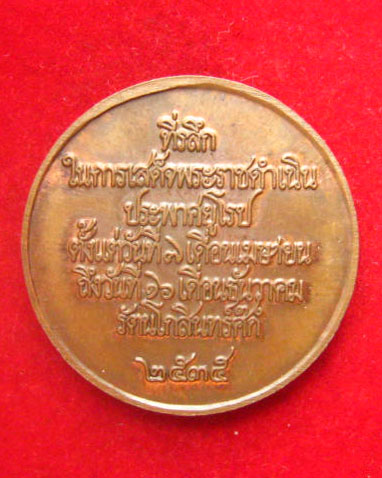 ที่รลึก
ในการเสด็จพระราชดำเนิน
ประพาศยุโรป
ตั้งแต่วันที่ ๗ เดือนเมษายน
ถึงวันที่ ๑๖ เดือนธันวาคม
รัตนโกสินทร์ศก
๒๕๓๕